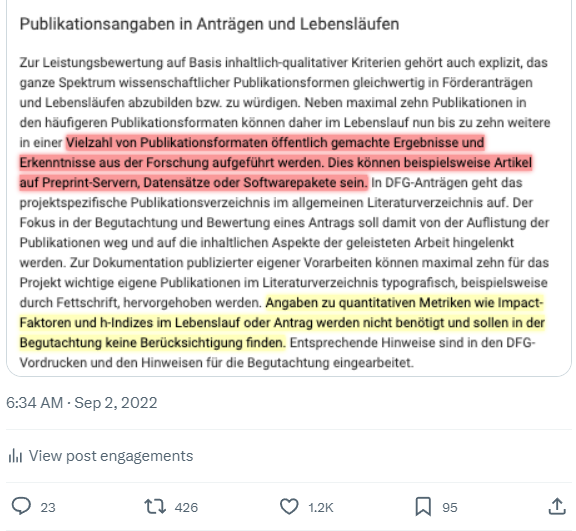 Publikationsangaben in Anträgen und Lebensläufen
Zur Leistungsbewertung auf Basis inhaltlich-qualitativer Kriterien gehört auch explizit, das
ganze Spektrum wissenschaftlicher Publikationsformen gleichwertig in Förderanträgen
und Lebensläufen abzubilden bzw. zu würdigen. Neben maximal zehn Publikationen in
den häufigeren Publikationsformaten können daher im Lebenslauf nun bis zu zehn weitere
in einer Vielzahl von Publikationsformaten öffentlich gemachte Ergebnisse und
Erkenntnisse aus der Forschung aufgeführt werden. Dies können beispielsweise Artikel
auf Preprint-Servern, Datensätze oder Softwarepakete sein. In DFG-Anträgen geht das
projektspezifische Publikationsverzeichnis im allgemeinen Literaturverzeichnis auf. Der
Fokus in der Begutachtung und Bewertung eines Antrags soll damit von der Auflistung der
Publikationen weg und auf die inhaltlichen Aspekte der geleisteten Arbeit hingelenkt
werden. Zur Dokumentation publizierter eigener Vorarbeiten können maximal zehn für das
Projekt wichtige eigene Publikationen im Literaturverzeichnis typografisch, beispielsweise
durch Fettschrift, hervorgehoben werden. Angaben zu quantitativen Metriken wie Impact-
Faktoren und h-Indizes im Lebenslauf oder Antrag werden nicht benötigt und sollen in der
Begutachtung keine Berücksichtigung finden. Entsprechende Hinweise sind in den DFG-
Vordrucken und den Hinweisen für die Begutachtung eingearbeitet.
6:34 AM · Sep 2, 2022
View post engagements
23 426 1.2K 95